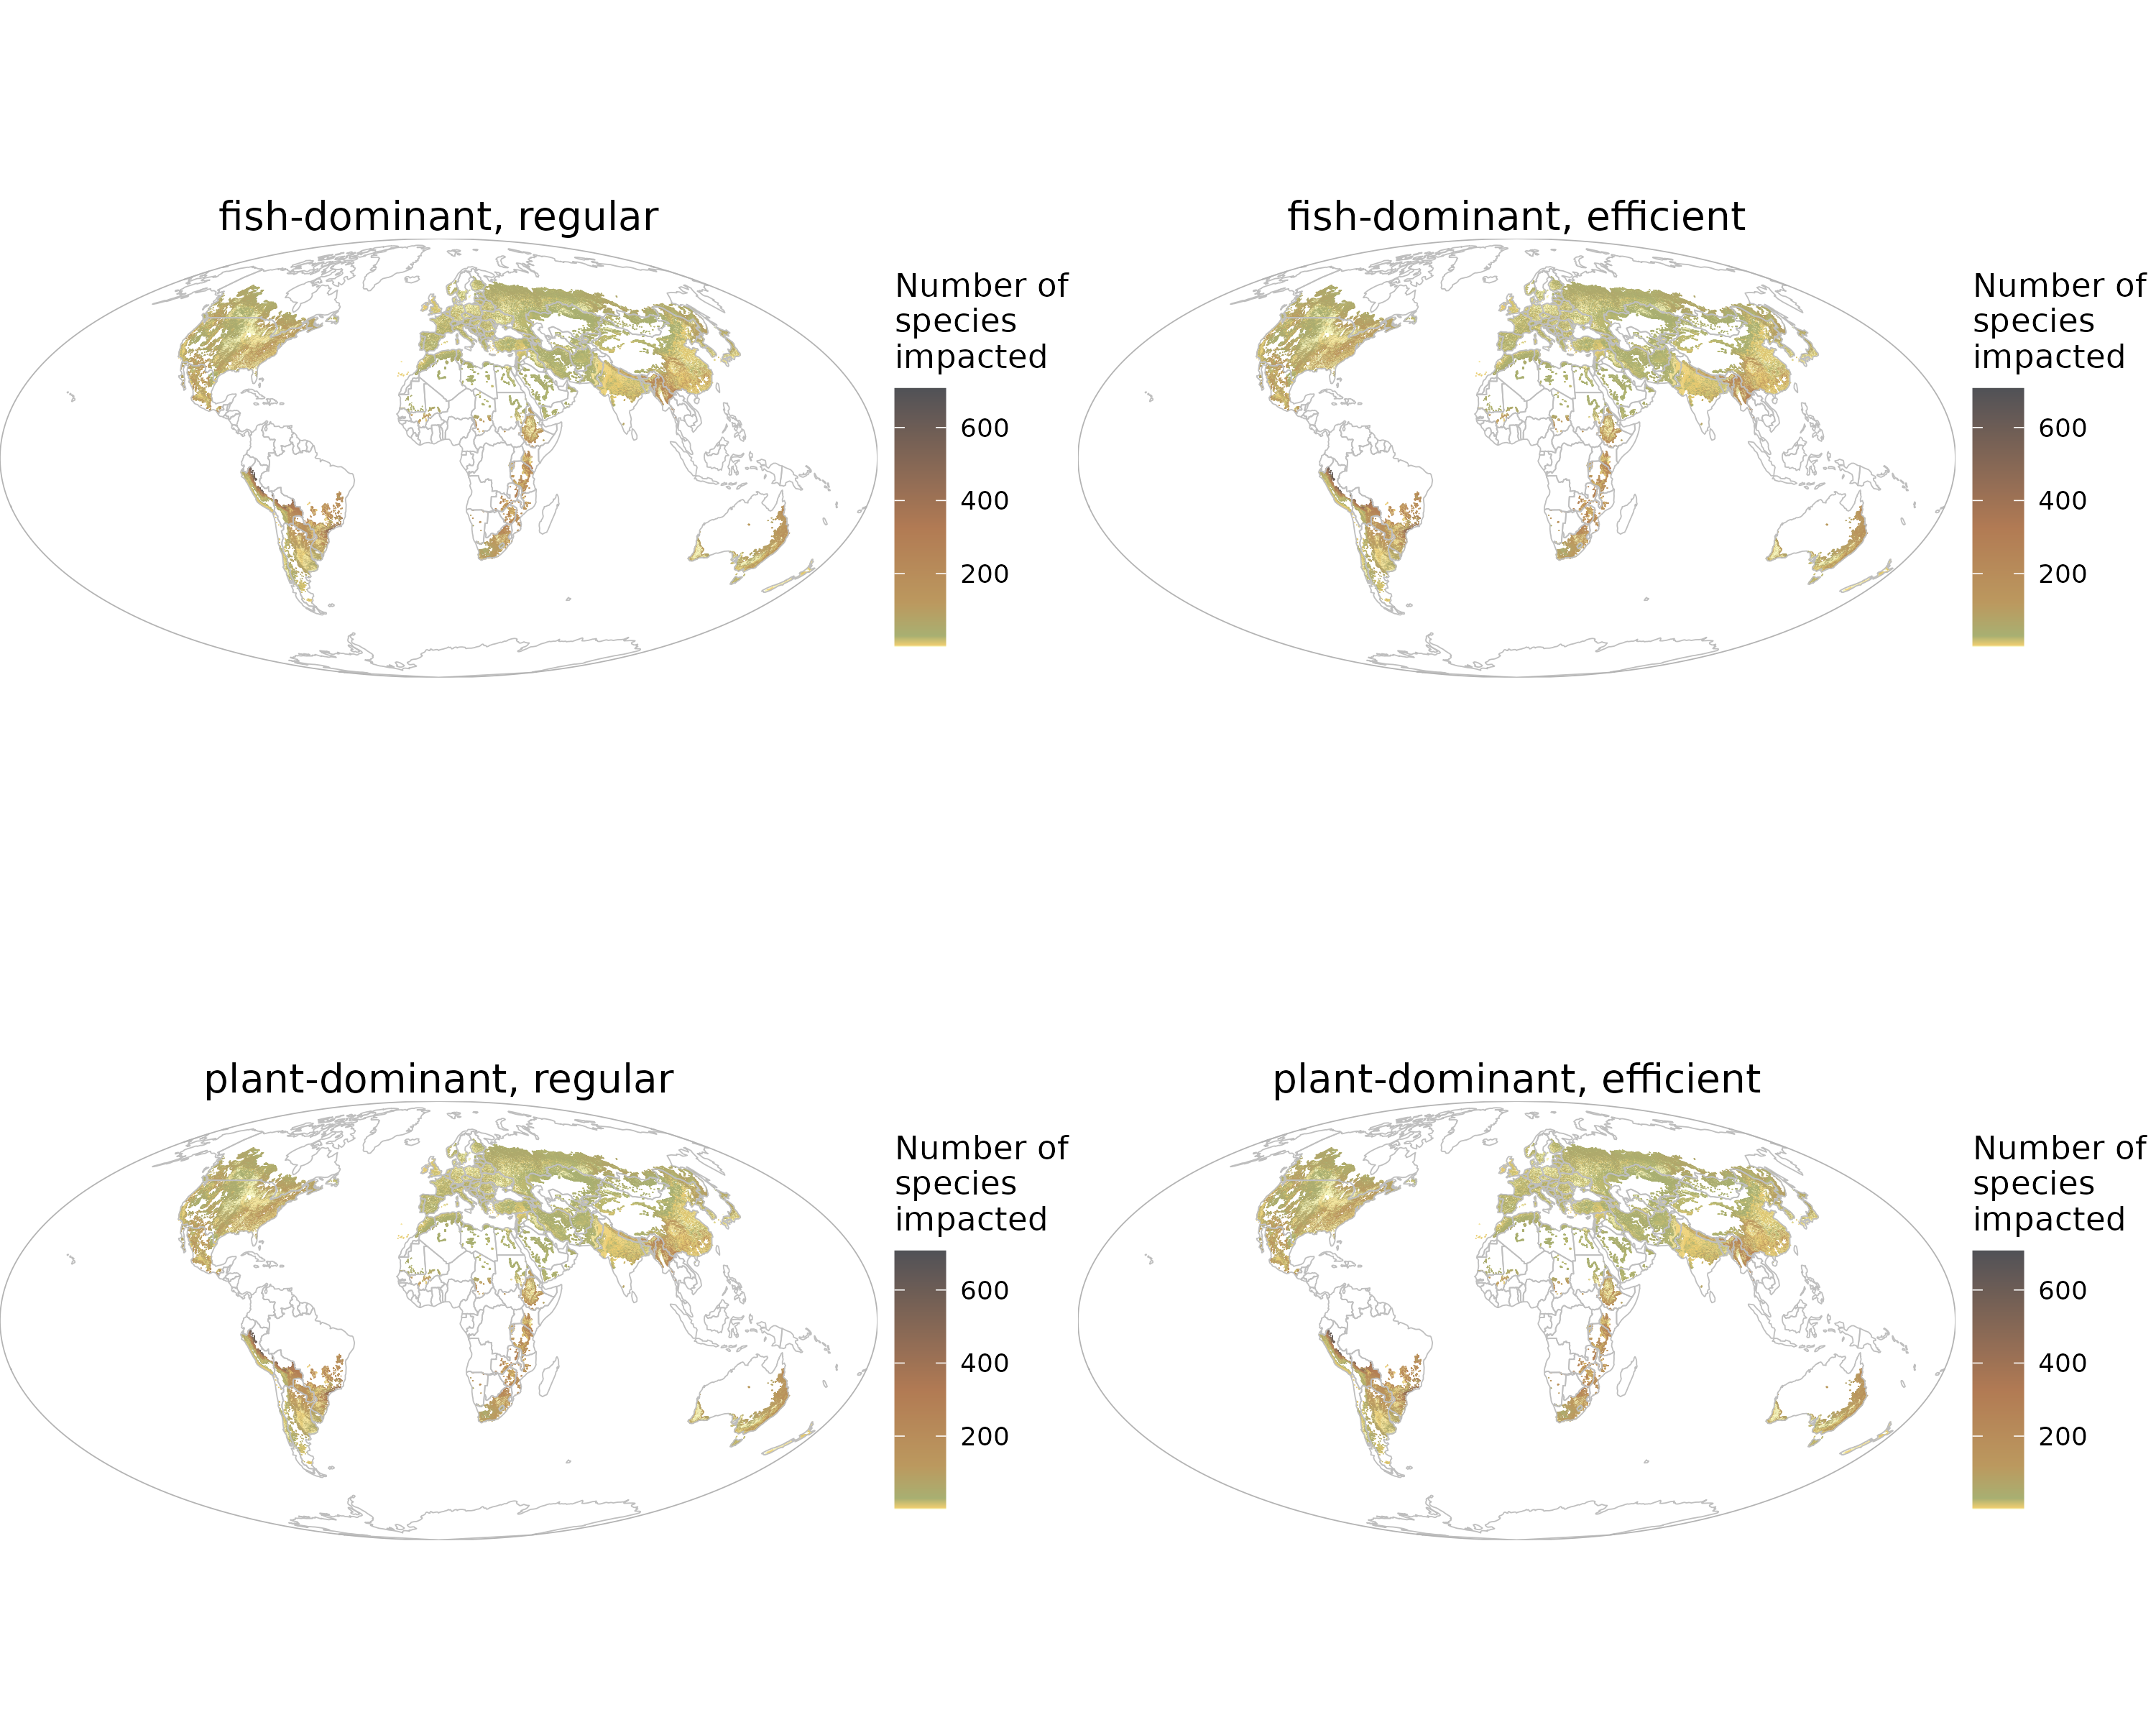 fish-dominant, regular
Number of
species
impacted
600
400
200
fish-dominant, efficient
Number of
species
impacted
600
400
200
plant-dominant, regular
Number of
species
impacted
600
400
200
plant-dominant, efficient
Number of
species
impacted
600
400
200